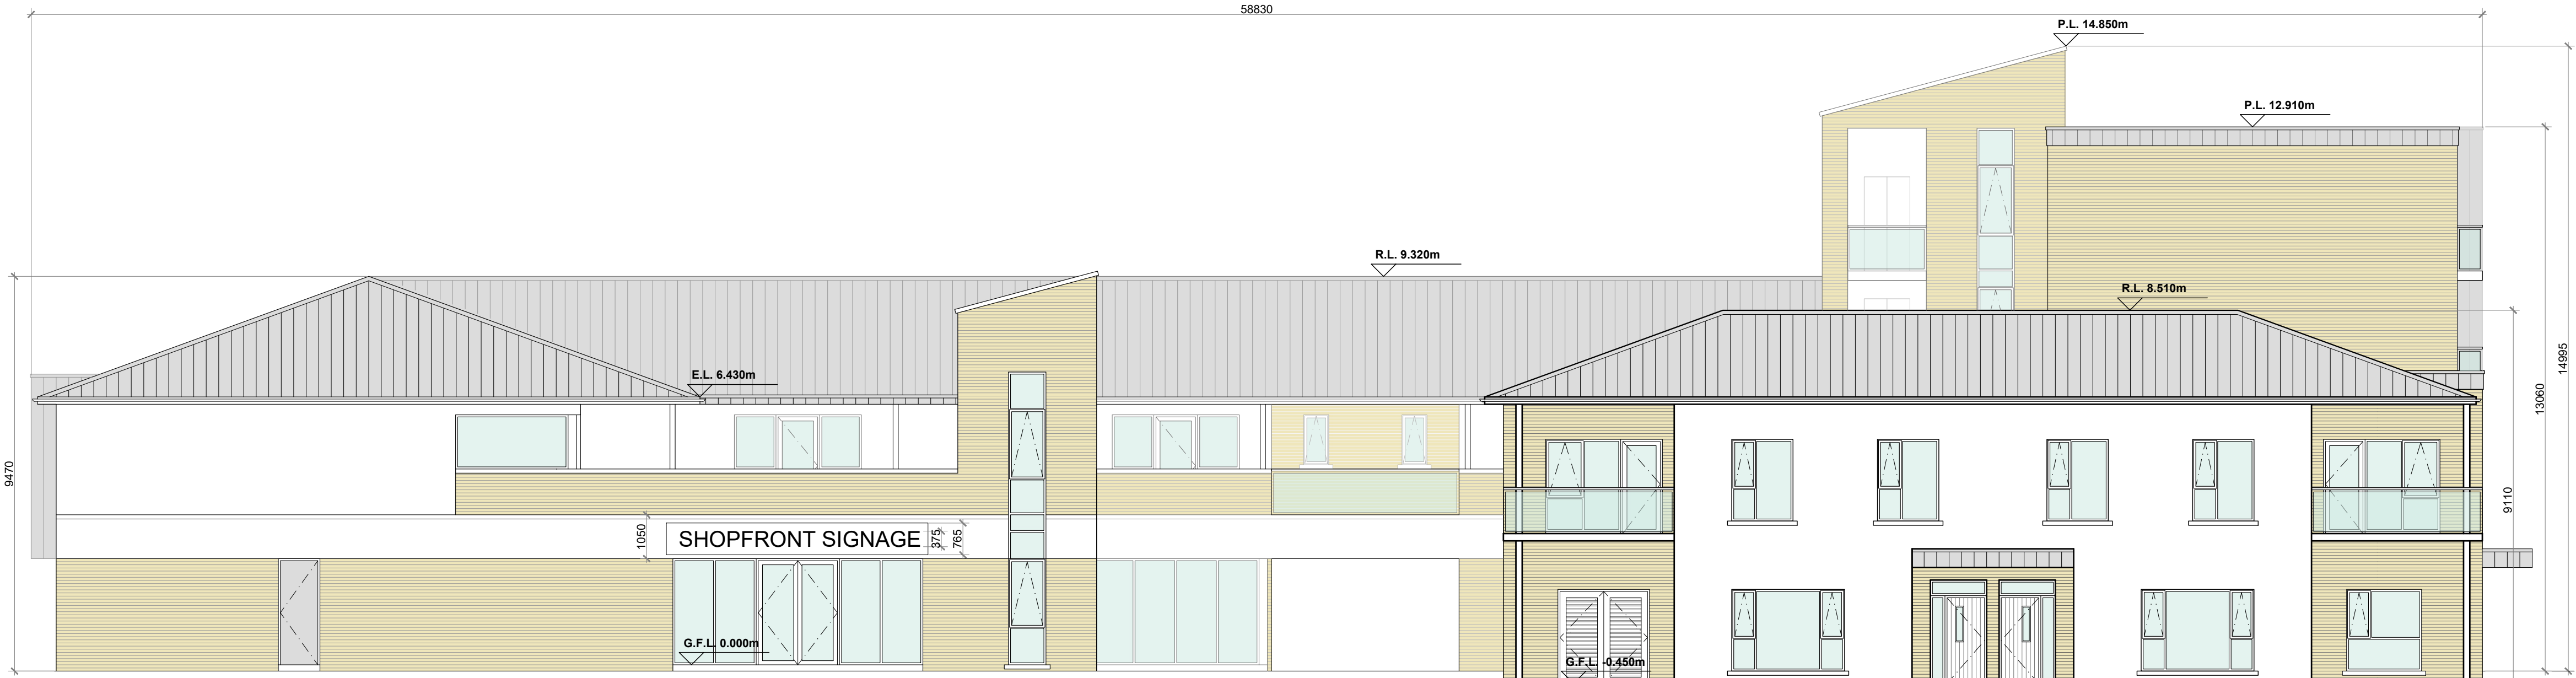 58830
P.L. 14.850m
P.L. 12.910m
R.L. 9.320m
R.L. 8.510m
E.L. 6.430m
14995
13060
9470
9110
1050
SHOPFRONT SIGNAGE
375
765
G.F.L. 0.000m
G.F.L. -0.450m